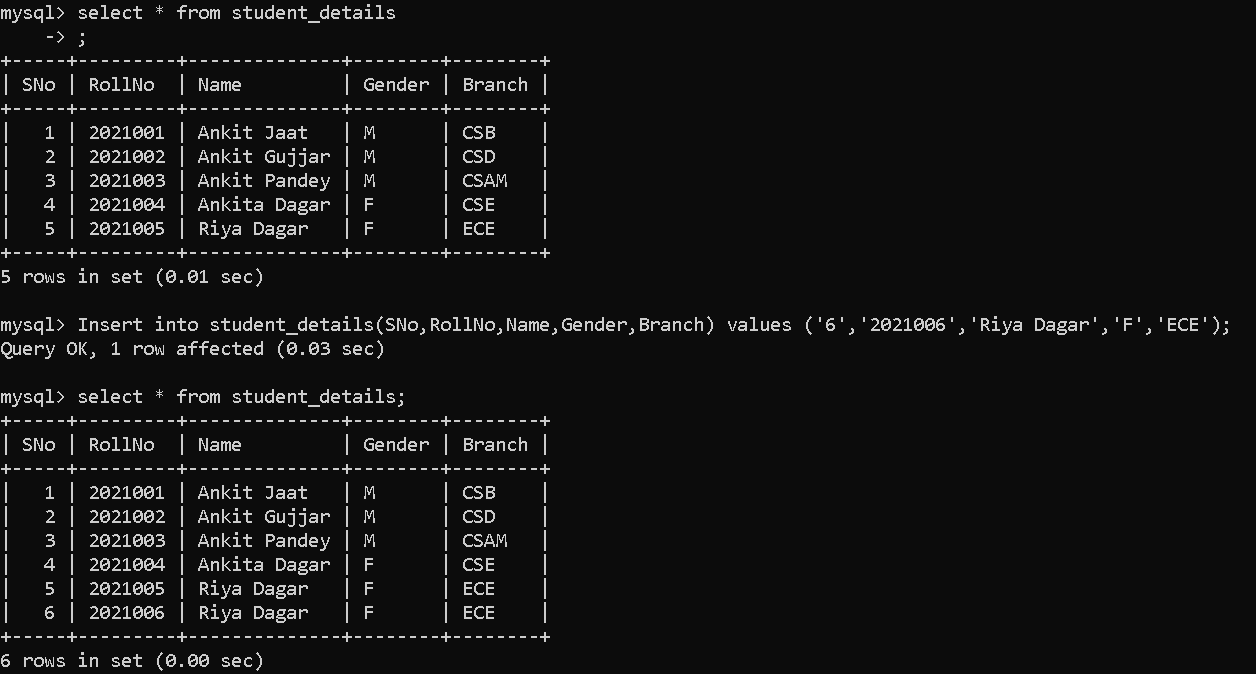 mysql> select * from student_details
    -> ;
+-----+---------+--------------+--------+--------+
| SNo | RollNo  | Name         | Gender | Branch |
+-----+---------+--------------+--------+--------+
|   1 | 2021001 | Ankit Jaat   | M      | CSB    |
|   2 | 2021002 | Ankit Gujjar | M      | CSD    |
|   3 | 2021003 | Ankit Pandey | M      | CSAM   |
|   4 | 2021004 | Ankita Dagar | F      | CSE    |
|   5 | 2021005 | Riya Dagar   | F      | ECE    |
+-----+---------+--------------+--------+--------+
5 rows in set (0.01 sec)

mysql> Insert into student_details(SNo,RollNo,Name,Gender,Branch) values ('6','2021006','Riya Dagar','F','ECE');
Query OK, 1 row affected (0.03 sec)

mysql> select * from student_details;
+-----+---------+--------------+--------+--------+
| SNo | RollNo  | Name         | Gender | Branch |
+-----+---------+--------------+--------+--------+
|   1 | 2021001 | Ankit Jaat   | M      | CSB    |
|   2 | 2021002 | Ankit Gujjar | M      | CSD    |
|   3 | 2021003 | Ankit Pandey | M      | CSAM   |
|   4 | 2021004 | Ankita Dagar | F      | CSE    |
|   5 | 2021005 | Riya Dagar   | F      | ECE    |
|   6 | 2021006 | Riya Dagar   | F      | ECE    |
+-----+---------+--------------+--------+--------+
6 rows in set (0.00 sec)